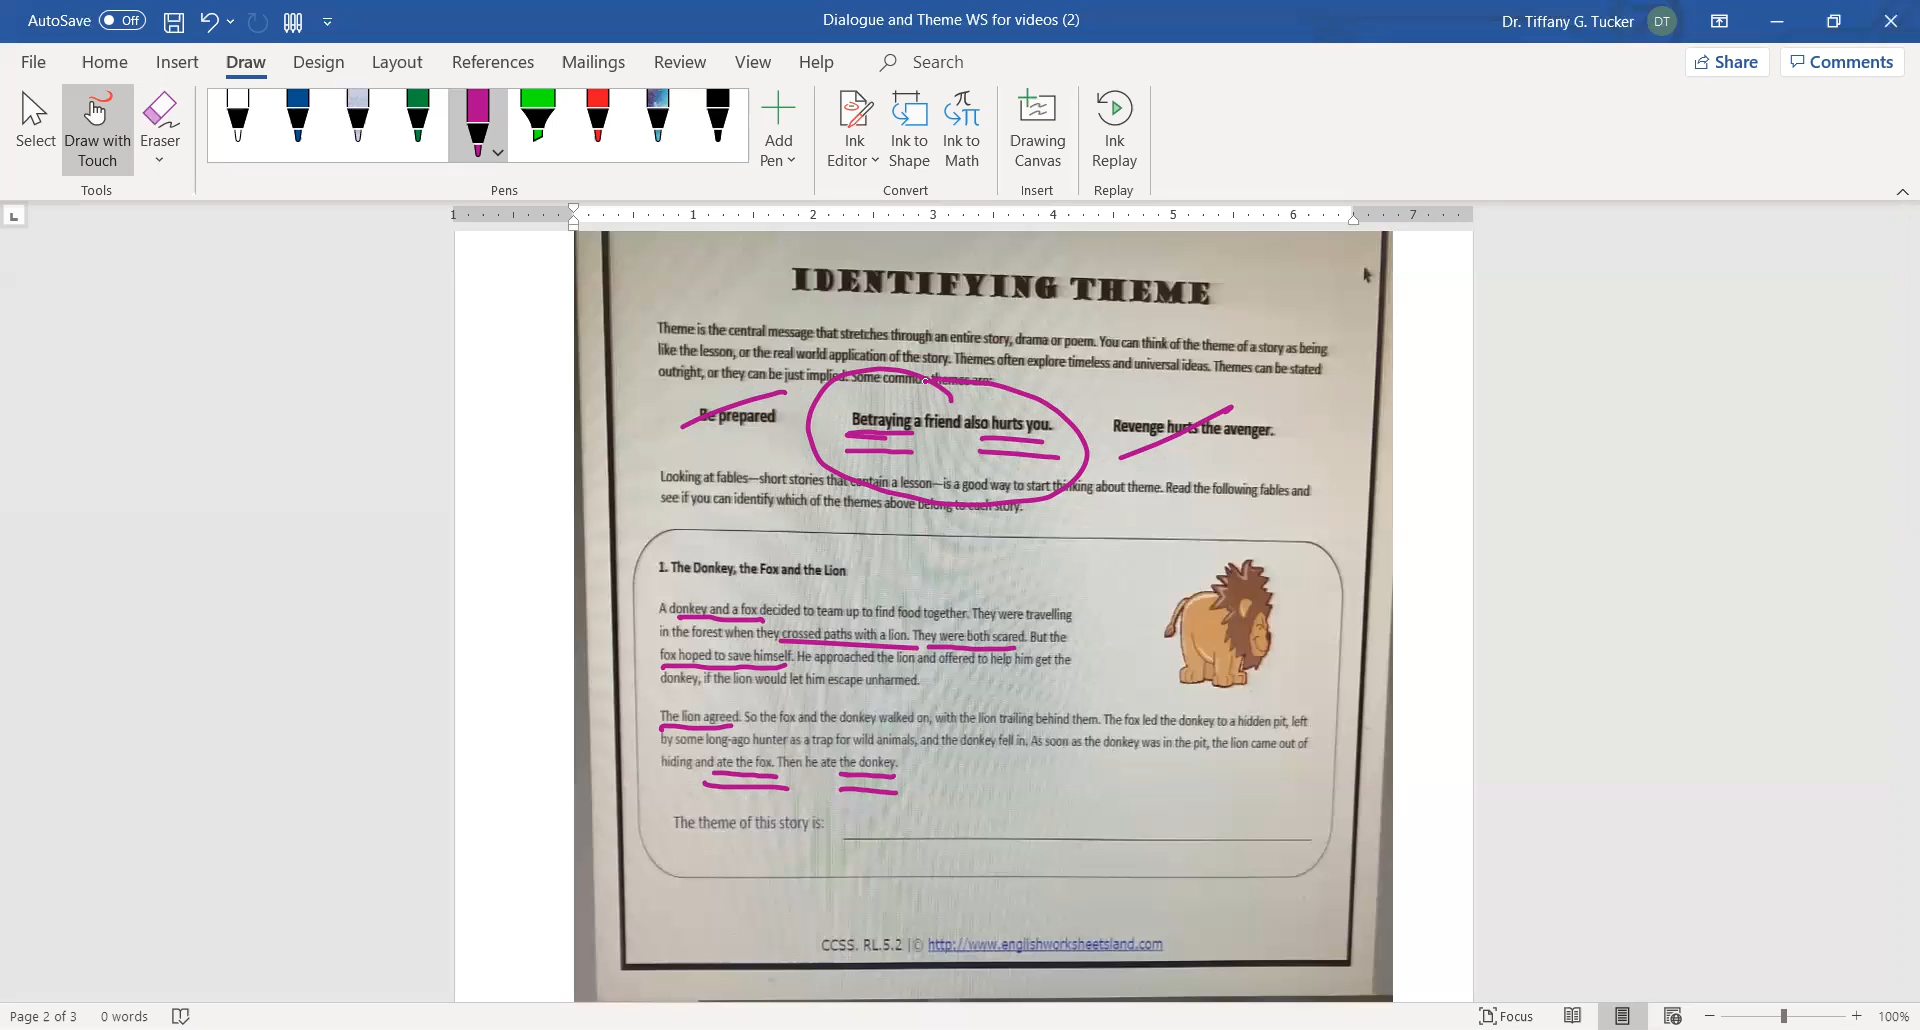 AutoSave Off
Dialogue and Theme WS for videos (2)
Dr. Tiffany G. Tucker DT
File Home Insert Draw Design Layout References Mailings Review View Help Search
Share Comments
Select
Draw with Touch
Eraser
Add Pen
Ink Editor
Ink to Shape
Ink to Math
Drawing Canvas
Ink Replay
Tools Pens Convert Insert Replay
1 1 2 3 4 5 6 7
IDENTIFYING THEME
Theme is the central message that stretches through an entire story, drama or poem. You can think of the theme of a story as being
like the lesson, or the real world application of the story. Themes often explore timeless and universal ideas. Themes can be stated
outright, or they can be just implied. Some common themes are:
Be prepared Betraying a friend also hurts you. Revenge hurts the avenger.
Looking at fables—short stories that contain a lesson—is a good way to start thinking about theme. Read the following fables and
see if you can identify which of the themes above belong to each story.
1. The Donkey, the Fox and the Lion
A donkey and a fox decided to team up to find food together. They were travelling
in the forest when they crossed paths with a lion. They were both scared. But the
fox hoped to save himself. He approached the lion and offered to help him get the
donkey, if the lion would let him escape unharmed.
The lion agreed. So the fox and the donkey walked on, with the lion trailing behind them. The fox led the donkey to a hidden pit, left
by some long-ago hunter as a trap for wild animals, and the donkey fell in. As soon as the donkey was in the pit, the lion came out of
hiding and ate the fox. Then he ate the donkey.
The theme of this story is:
CCSS. RL.5.2 |© http://www.englishworksheetsland.com
Page 2 of 3 0 words Focus 100%